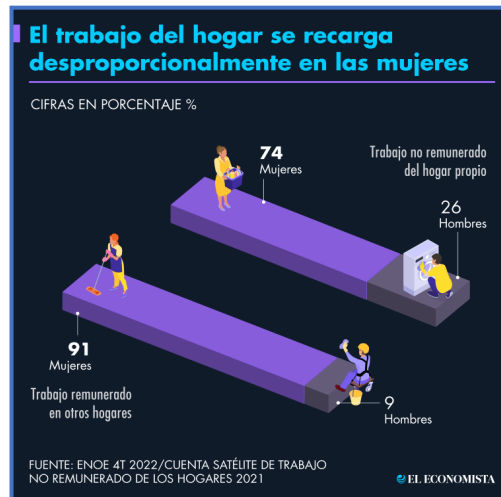 El trabajo del hogar se recarga
desproporcionalmente en las mujeres
CIFRAS EN PORCENTAJE %
74
Mujeres
Trabajo no remunerado
del hogar propio
26
Hombres
91
Mujeres
Trabajo remunerado
en otros hogares
9
Hombres
FUENTE: ENOE 4T 2022/CUENTA SATÉLITE DE TRABAJO
NO REMUNERADO DE LOS HOGARES 2021
EL ECONOMISTA